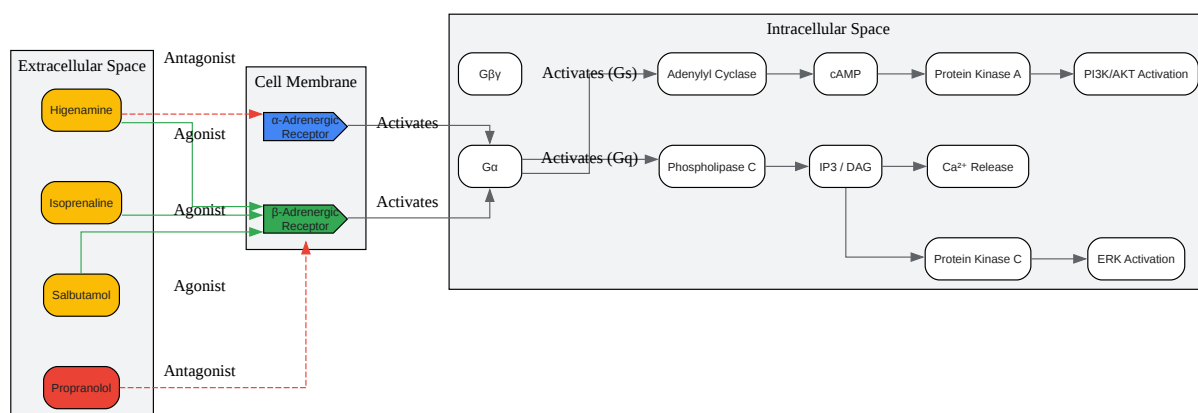 Extracellular Space
Higenamine
Isoprenaline
Salbutamol
Propranolol
Antagonist
Agonist
Agonist
Agonist
Antagonist
Cell Membrane
α-Adrenergic
Receptor
β-Adrenergic
Receptor
Activates
Activates
Intracellular Space
Gβγ
Gα
Activates (Gs)
Adenylyl Cyclase
cAMP
Protein Kinase A
PI3K/AKT Activation
Activates (Gq)
Phospholipase C
IP3 / DAG
Ca²⁺ Release
Protein Kinase C
ERK Activation